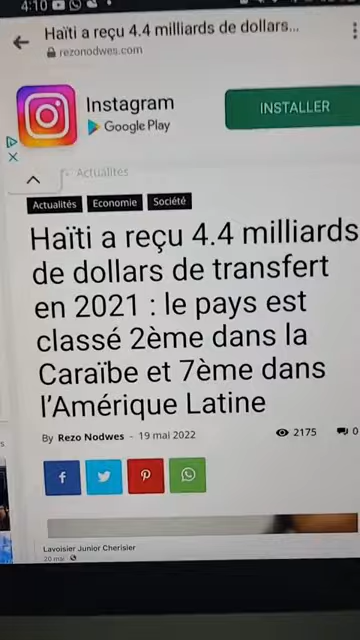 4:10
Haïti a reçu 4.4 milliards de dollars...
rezonodwes.com
Instagram
Google Play
INSTALLER
Actualités
Actualités Economie Société
Haïti a reçu 4.4 milliards
de dollars de transfert
en 2021 : le pays est
classé 2ème dans la
Caraïbe et 7ème dans
l'Amérique Latine
By Rezo Nodwes - 19 mai 2022 2175 0
Lavoisier Junior Cherisier
20 mai